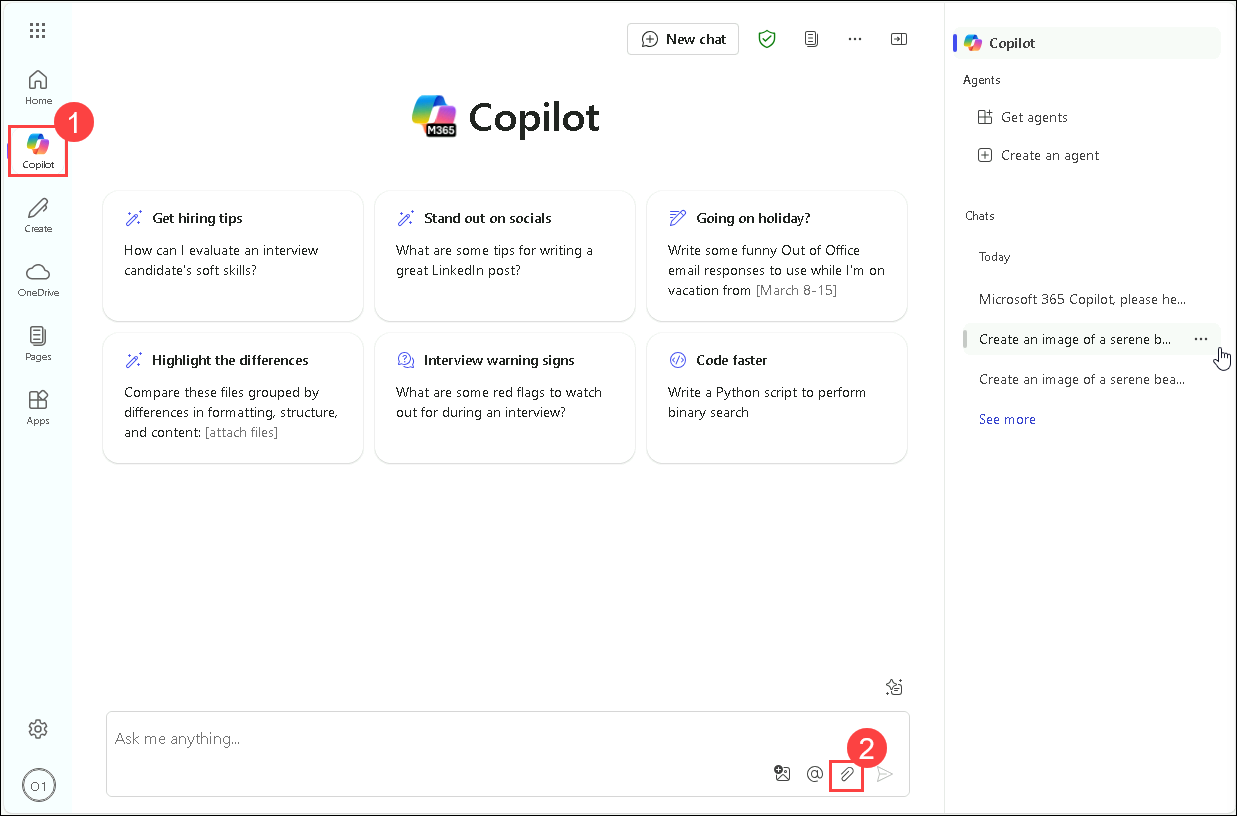 Home
1
Copilot
Create
OneDrive
Pages
Apps
O1
New chat
M365
Copilot
Get hiring tips
How can I evaluate an interview
candidate's soft skills?
Stand out on socials
What are some tips for writing a
great LinkedIn post?
Going on holiday?
Write some funny Out of Office
email responses to use while I'm on
vacation from [March 8-15]
Highlight the differences
Compare these files grouped by
differences in formatting, structure,
and content: [attach files]
Interview warning signs
What are some red flags to watch
out for during an interview?
Code faster
Write a Python script to perform
binary search
Ask me anything...
2
Copilot
Agents
Get agents
Create an agent
Chats
Today
Microsoft 365 Copilot, please he...
Create an image of a serene b...
Create an image of a serene bea...
See more